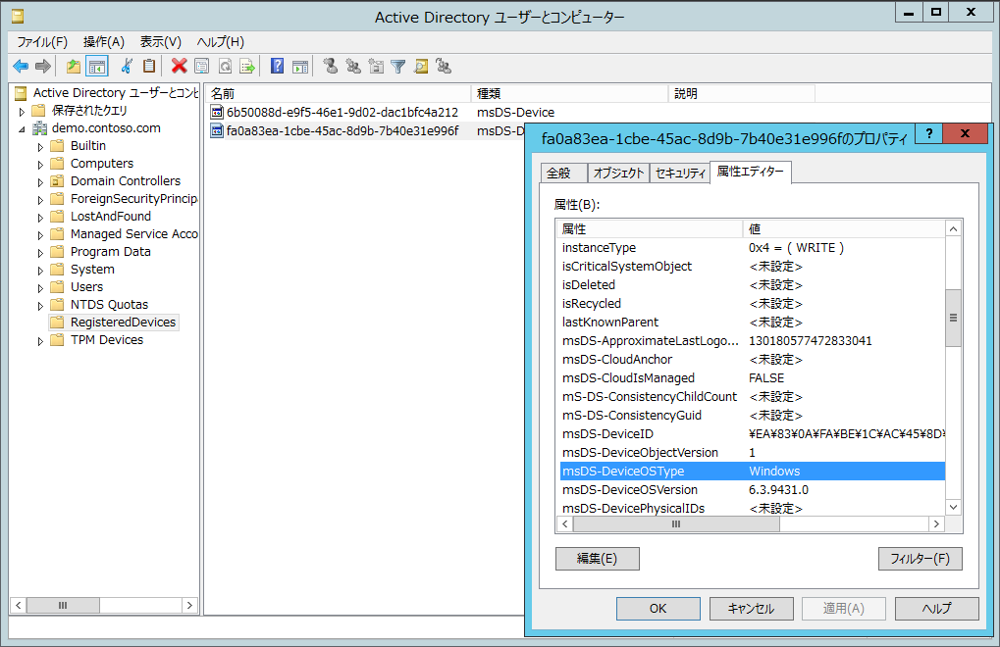 Active Directory ユーザーとコンピューター
ファイル(F) 操作(A) 表示(V) ヘルプ(H)
Active Directory ユーザーとコンピ
保存されたクエリ
demo.contoso.com
Builtin
Computers
Domain Controllers
ForeignSecurityPrincip
LostAndFound
Managed Service Acco
Program Data
System
Users
NTDS Quotas
RegisteredDevices
TPM Devices
名前 種類 説明
6b50088d-e9f5-46e1-9d02-dac1bfc4a212 msDS-Device
fa0a83ea-1cbe-45ac-8d9b-7b40e31e996f msDS-D
fa0a83ea-1cbe-45ac-8d9b-7b40e31e996fのプロパティ
全般 オブジェクト セキュリティ 属性エディター
属性(B):
属性 値
instanceType 0x4 = ( WRITE )
isCriticalSystemObject <未設定>
isDeleted <未設定>
isRecycled <未設定>
lastKnownParent <未設定>
msDS-ApproximateLastLogo... 130180577472833041
msDS-CloudAnchor <未設定>
msDS-CloudIsManaged FALSE
mS-DS-ConsistencyChildCount <未設定>
mS-DS-ConsistencyGuid <未設定>
msDS-DeviceID ¥EA¥83¥0A¥FA¥BE¥1C¥AC¥45¥8D¥
msDS-DeviceObjectVersion 1
msDS-DeviceOSType Windows
msDS-DeviceOSVersion 6.3.9431.0
msDS-DevicePhysicalIDs <未設定>
編集(E) フィルター(F)
OK キャンセル 適用(A) ヘルプ